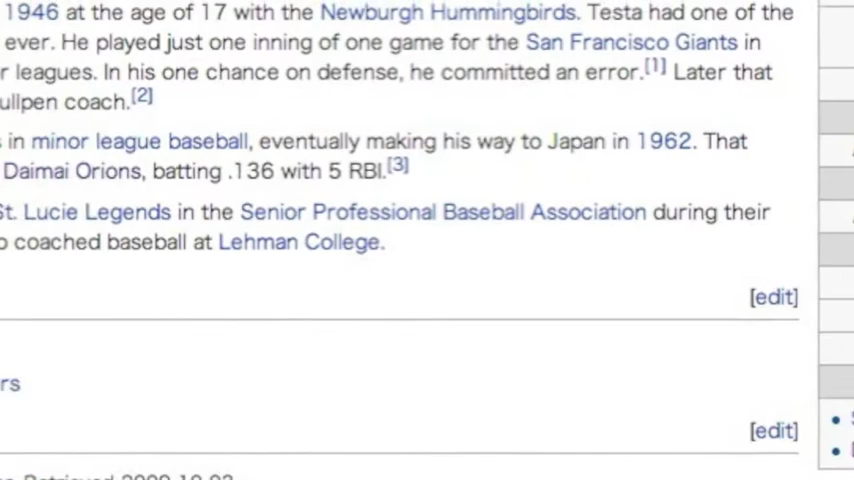 1946 at the age of 17 with the Newburgh Hummingbirds. Testa had one of the
ever. He played just one inning of one game for the San Francisco Giants in
r leagues. In his one chance on defense, he committed an error.[1] Later that
ullpen coach.[2]
s in minor league baseball, eventually making his way to Japan in 1962. That
Daimai Orions, batting .136 with 5 RBI.[3]
St. Lucie Legends in the Senior Professional Baseball Association during their
o coached baseball at Lehman College.
[edit]
rs
[edit]
Retrieved 2009-10-02